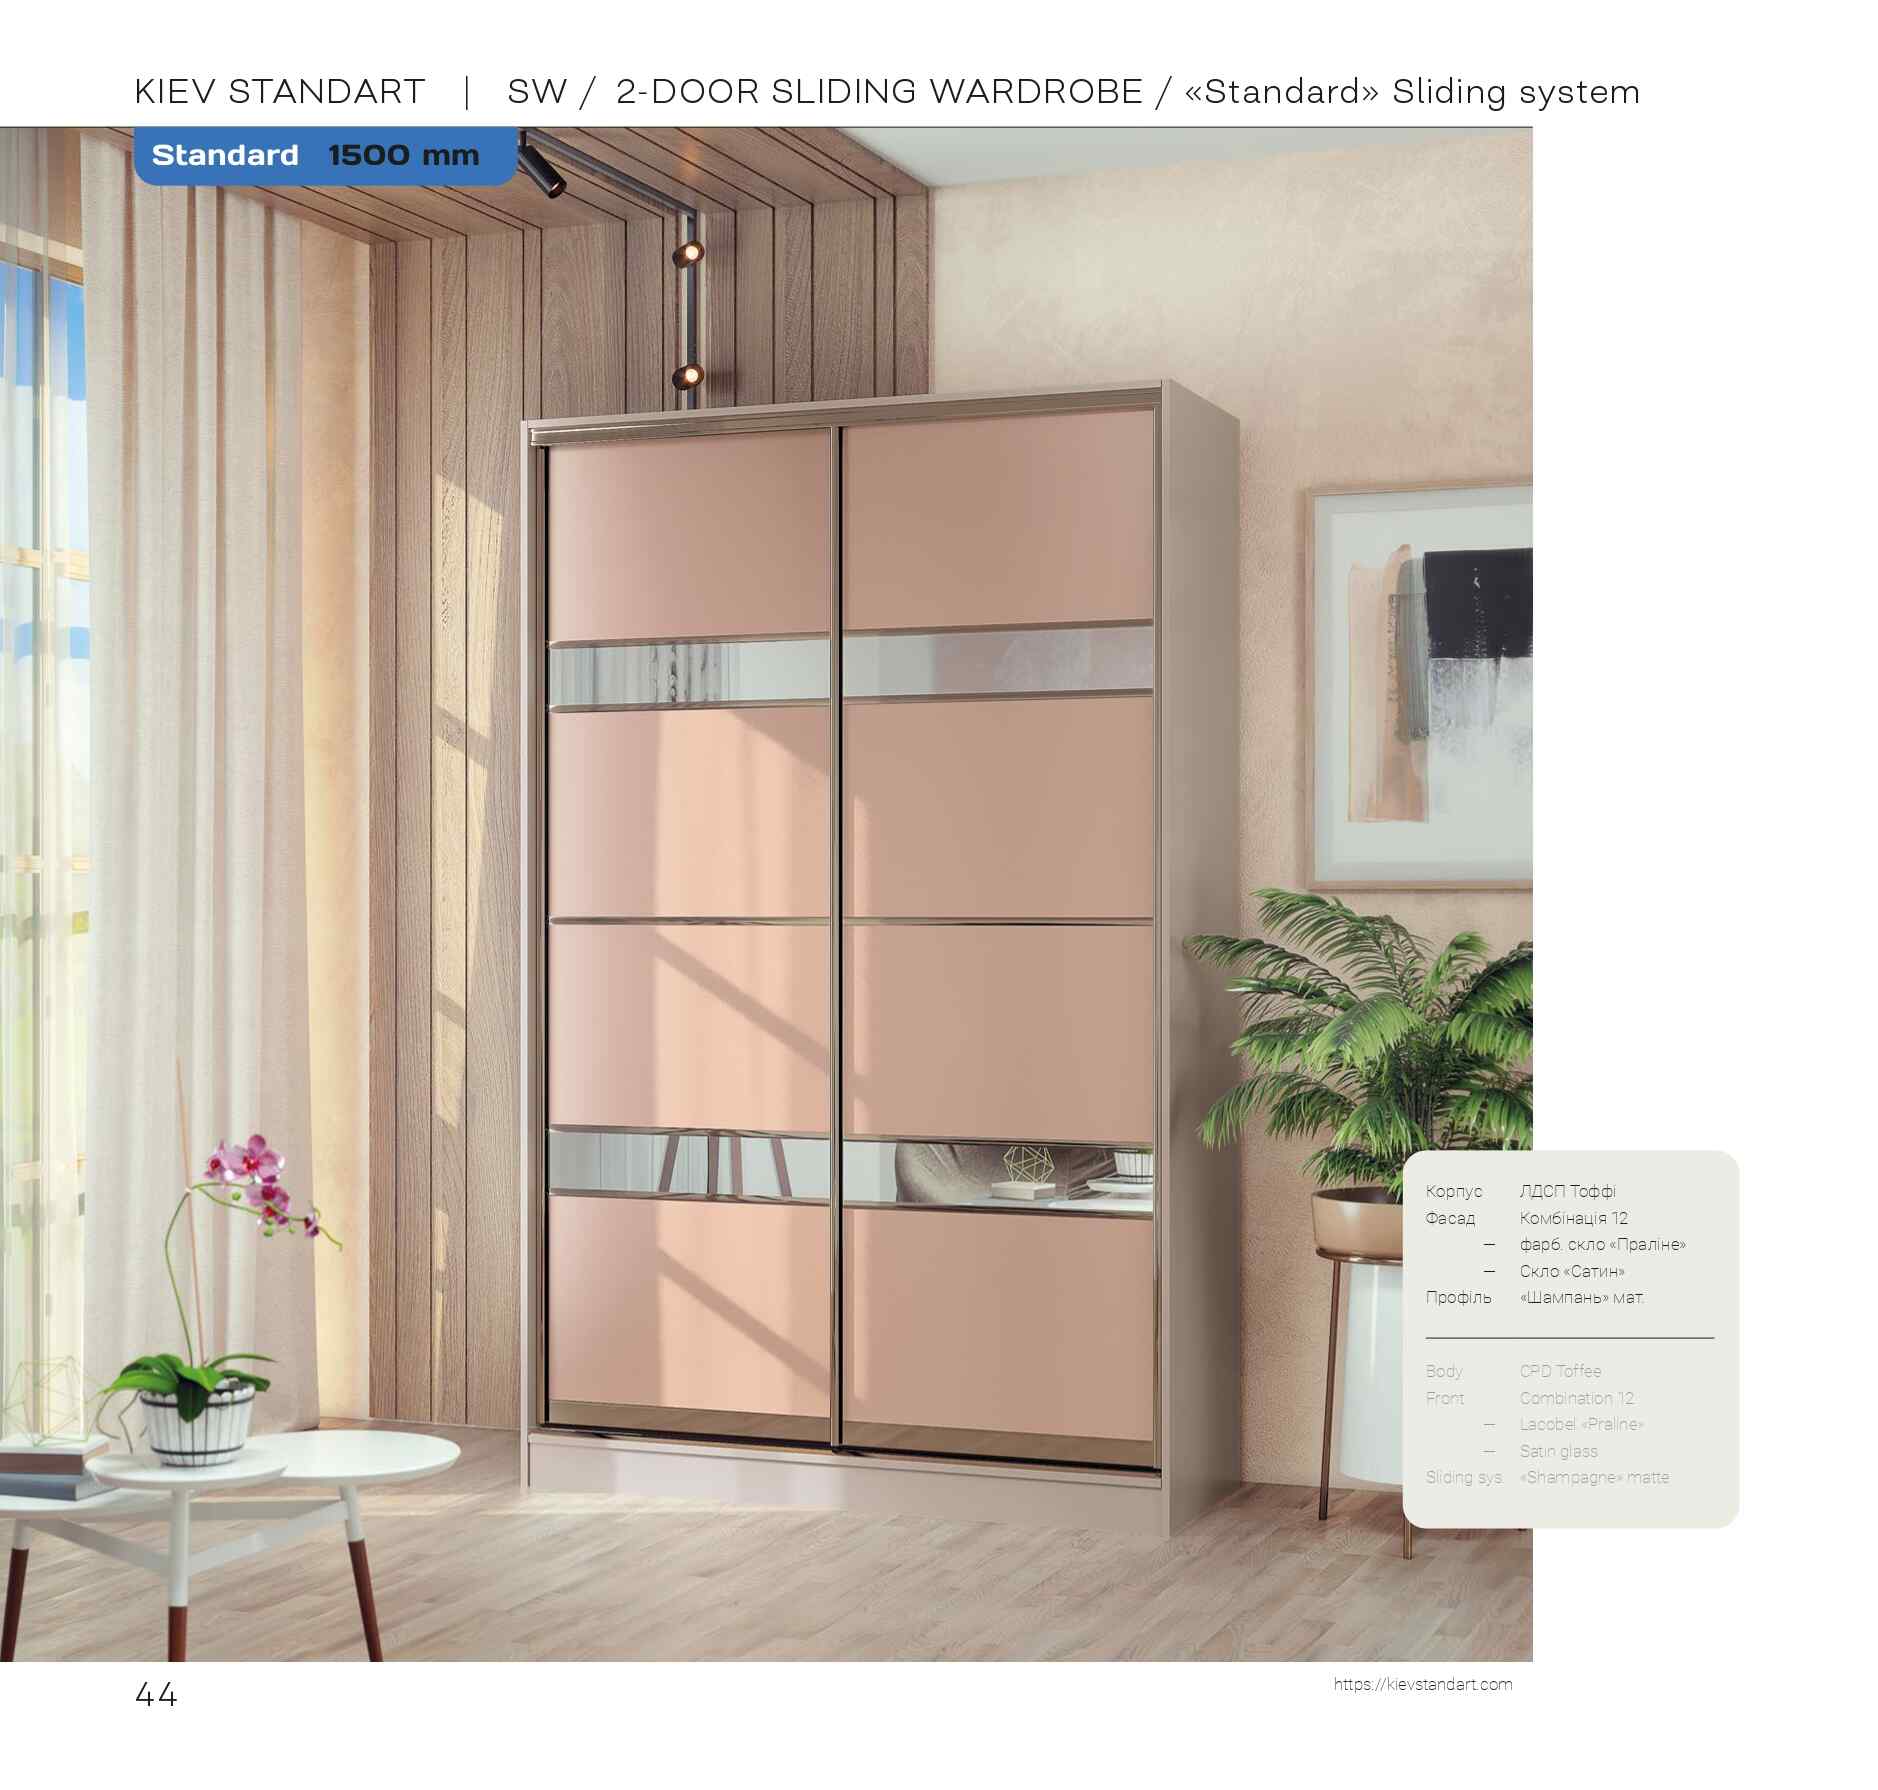 KIEV STANDART | SW / 2-DOOR SLIDING WARDROBE / «Standard» Sliding system
Standard 1500 mm
Корпус ЛДСП Тоффі
Фасад Комбінація 12
— фарб. скло «Праліне»
— Скло «Сатин»
Профіль «Шампань» мат.
Body CPD Toffee
Front Combination 12
— Lacobel «Praline»
— Satin glass
Sliding sys. «Shampagne» matte
44
https://kievstandart.com